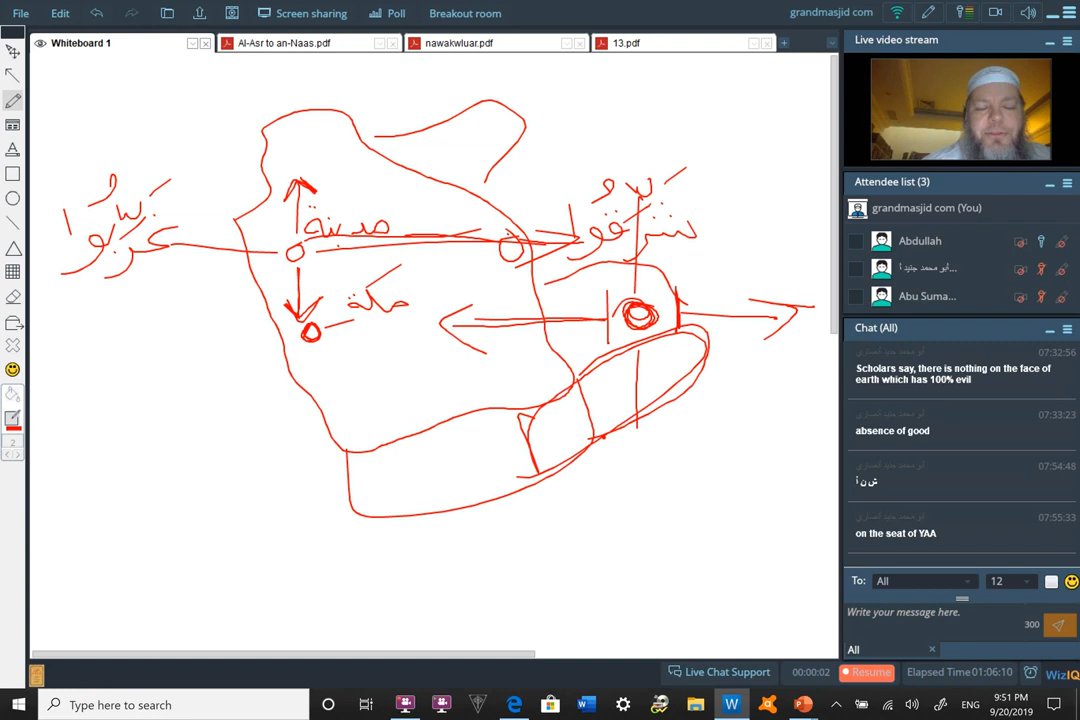 File Edit Screen sharing Poll Breakout room grandmasjid com
Whiteboard 1 Al-Asr to an-Naas.pdf nawakwluar.pdf 13.pdf
Live video stream
مدينة
مكة
Attendee list (3)
grandmasjid com (You)
Abdullah
أبو محمد جنيد أ...
Abu Suma...
Chat (All)
07:32:56
Scholars say, there is nothing on the face of
earth which has 100% evil
07:33:23
absence of good
07:54:48
ش ن أ
07:55:33
on the seat of YAA
To: All 12
Write your message here.
300
All
Live Chat Support 00:00:02 Resume Elapsed Time 01:06:10 WizIQ
Type here to search
ENG
9:51 PM
9/20/2019
2